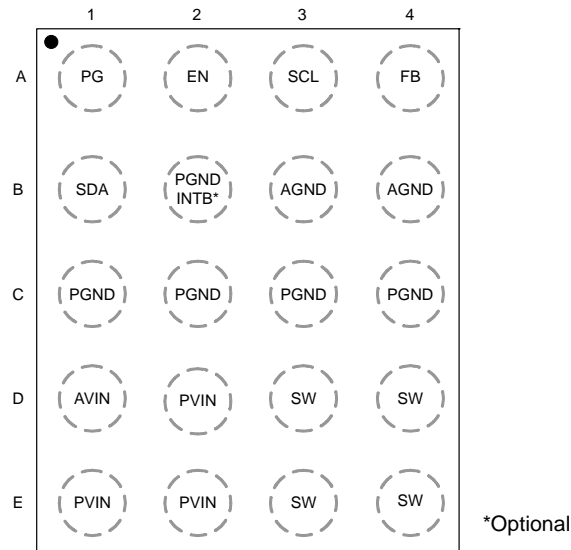 1 2 3 4
A PG EN SCL FB
B SDA PGND INTB* AGND AGND
C PGND PGND PGND PGND
D AVIN PVIN SW SW
E PVIN PVIN SW SW
*Optional